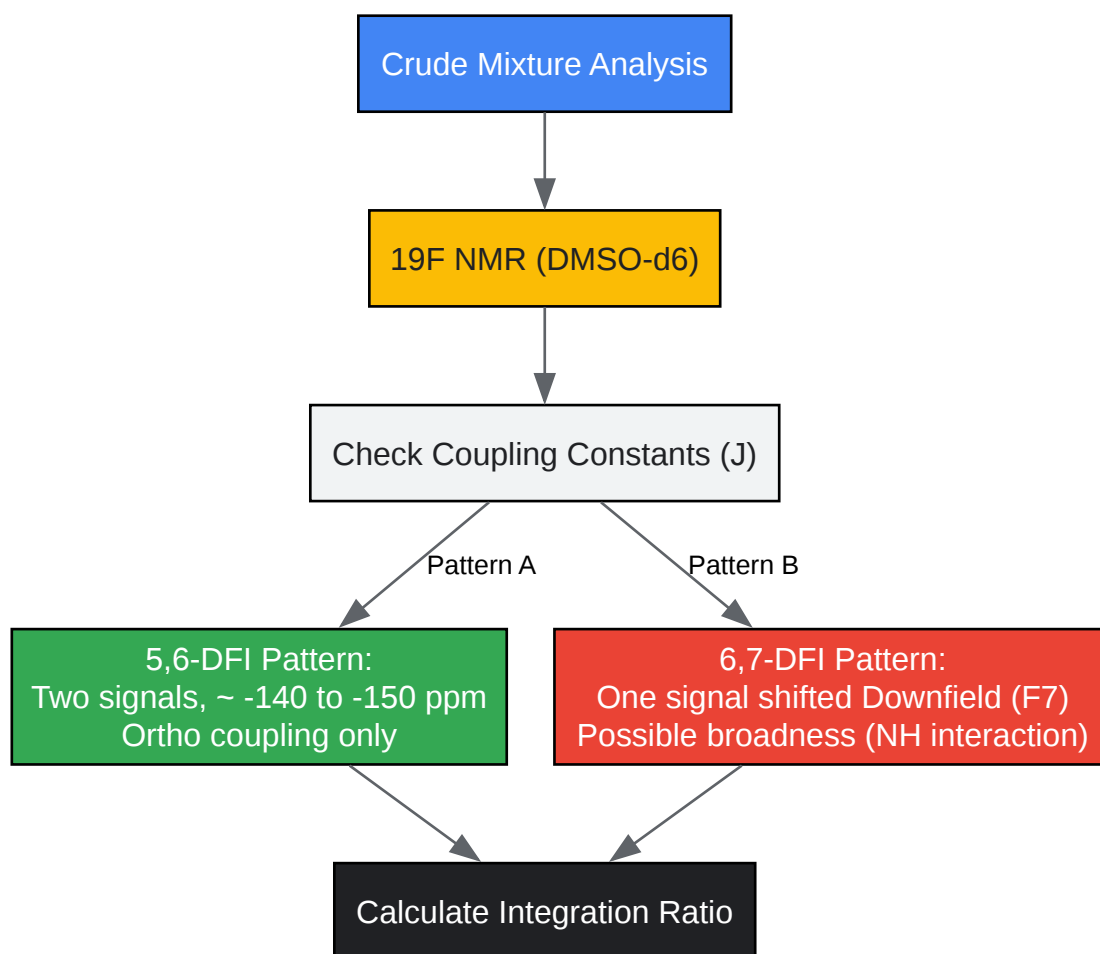 Crude Mixture Analysis
19F NMR (DMSO-d6)
Check Coupling Constants (J)
Pattern A
Pattern B
5,6-DFI Pattern:
Two signals, ~ -140 to -150 ppm
Ortho coupling only
6,7-DFI Pattern:
One signal shifted Downfield (F7)
Possible broadness (NH interaction)
Calculate Integration Ratio